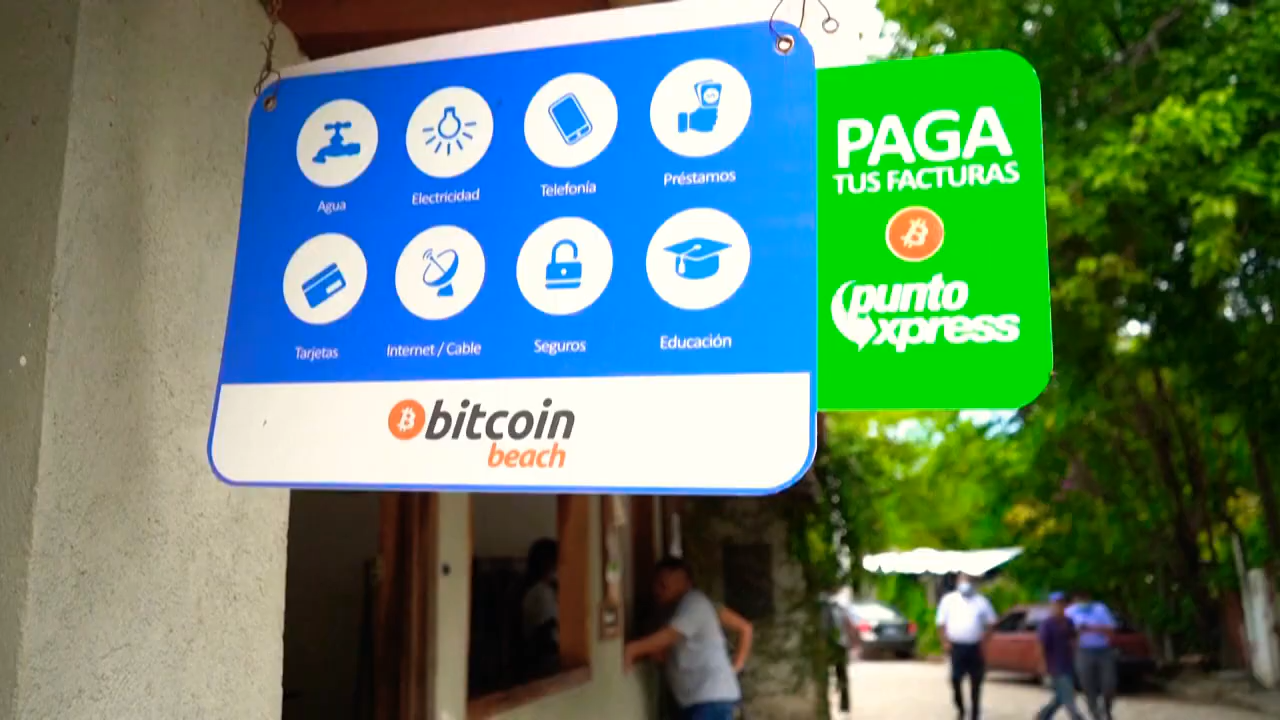 Agua
Electricidad
Telefonía
Préstamos
Tarjetas
Internet / Cable
Seguros
Educación
bitcoin
beach
PAGA
TUS FACTURAS
punto
xpress